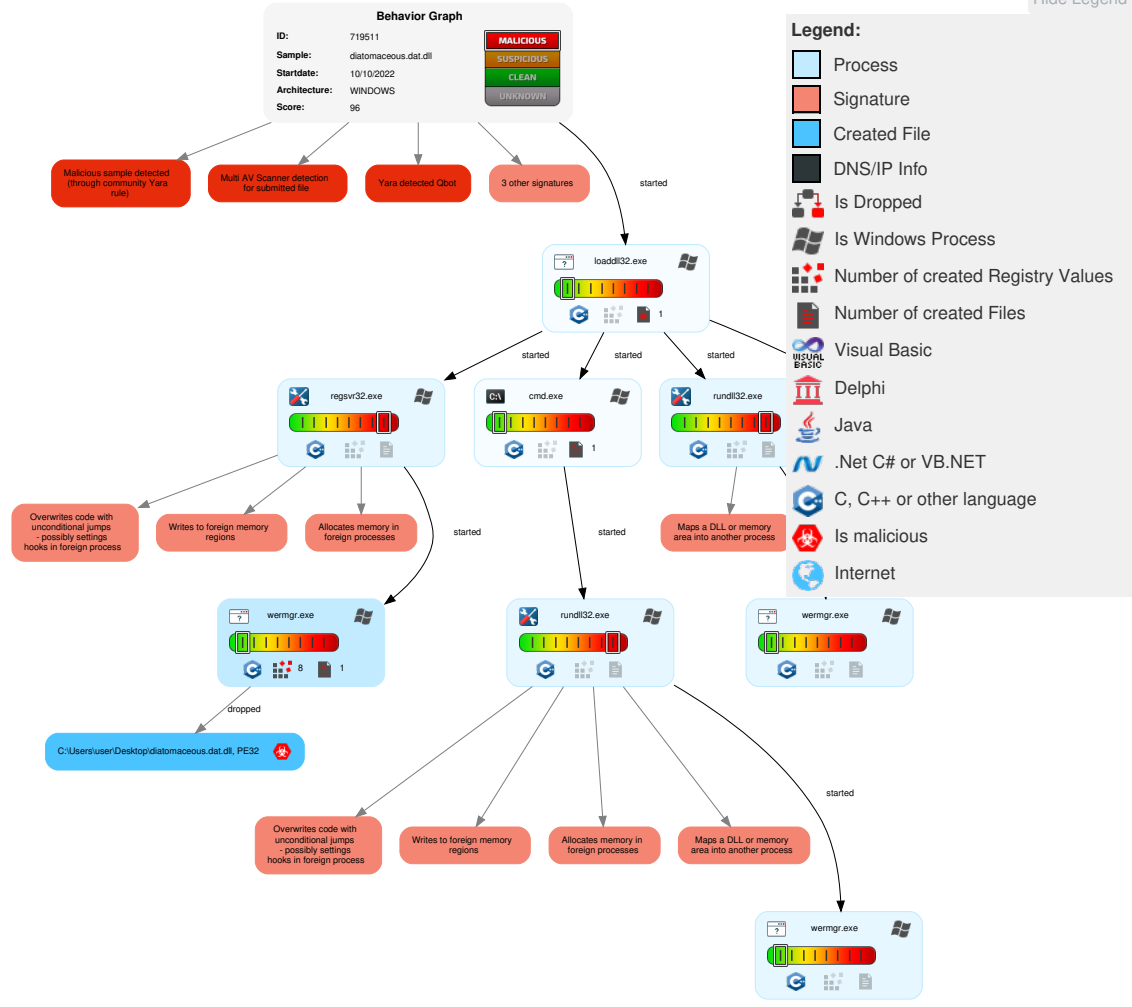 Hide Legend
Behavior Graph
ID: 719511
Sample: diatomaceous.dat.dll
Startdate: 10/10/2022
Architecture: WINDOWS
Score: 96
MALICIOUS
SUSPICIOUS
CLEAN
UNKNOWN
Legend:
Process
Signature
Created File
DNS/IP Info
Is Dropped
Is Windows Process
Number of created Registry Values
Number of created Files
VISUAL
BASIC
Visual Basic
Delphi
Java
.Net C# or VB.NET
C, C++ or other language
Is malicious
Internet
Malicious sample detected
(through community Yara
rule)
Multi AV Scanner detection
for submitted file
Yara detected Qbot
3 other signatures
started
?
loaddll32.exe
1
started
started
started
regsvr32.exe
C:\
cmd.exe
1
rundll32.exe
Overwrites code with
unconditional jumps
- possibly settings
hooks in foreign process
Writes to foreign memory
regions
Allocates memory in
foreign processes
started
started
Maps a DLL or memory
area into another process
?
wermgr.exe
8
1
rundll32.exe
?
wermgr.exe
dropped
C:\Users\user\Desktop\diatomaceous.dat.dll, PE32
Overwrites code with
unconditional jumps
- possibly settings
hooks in foreign process
Writes to foreign memory
regions
Allocates memory in
foreign processes
Maps a DLL or memory
area into another process
started
?
wermgr.exe